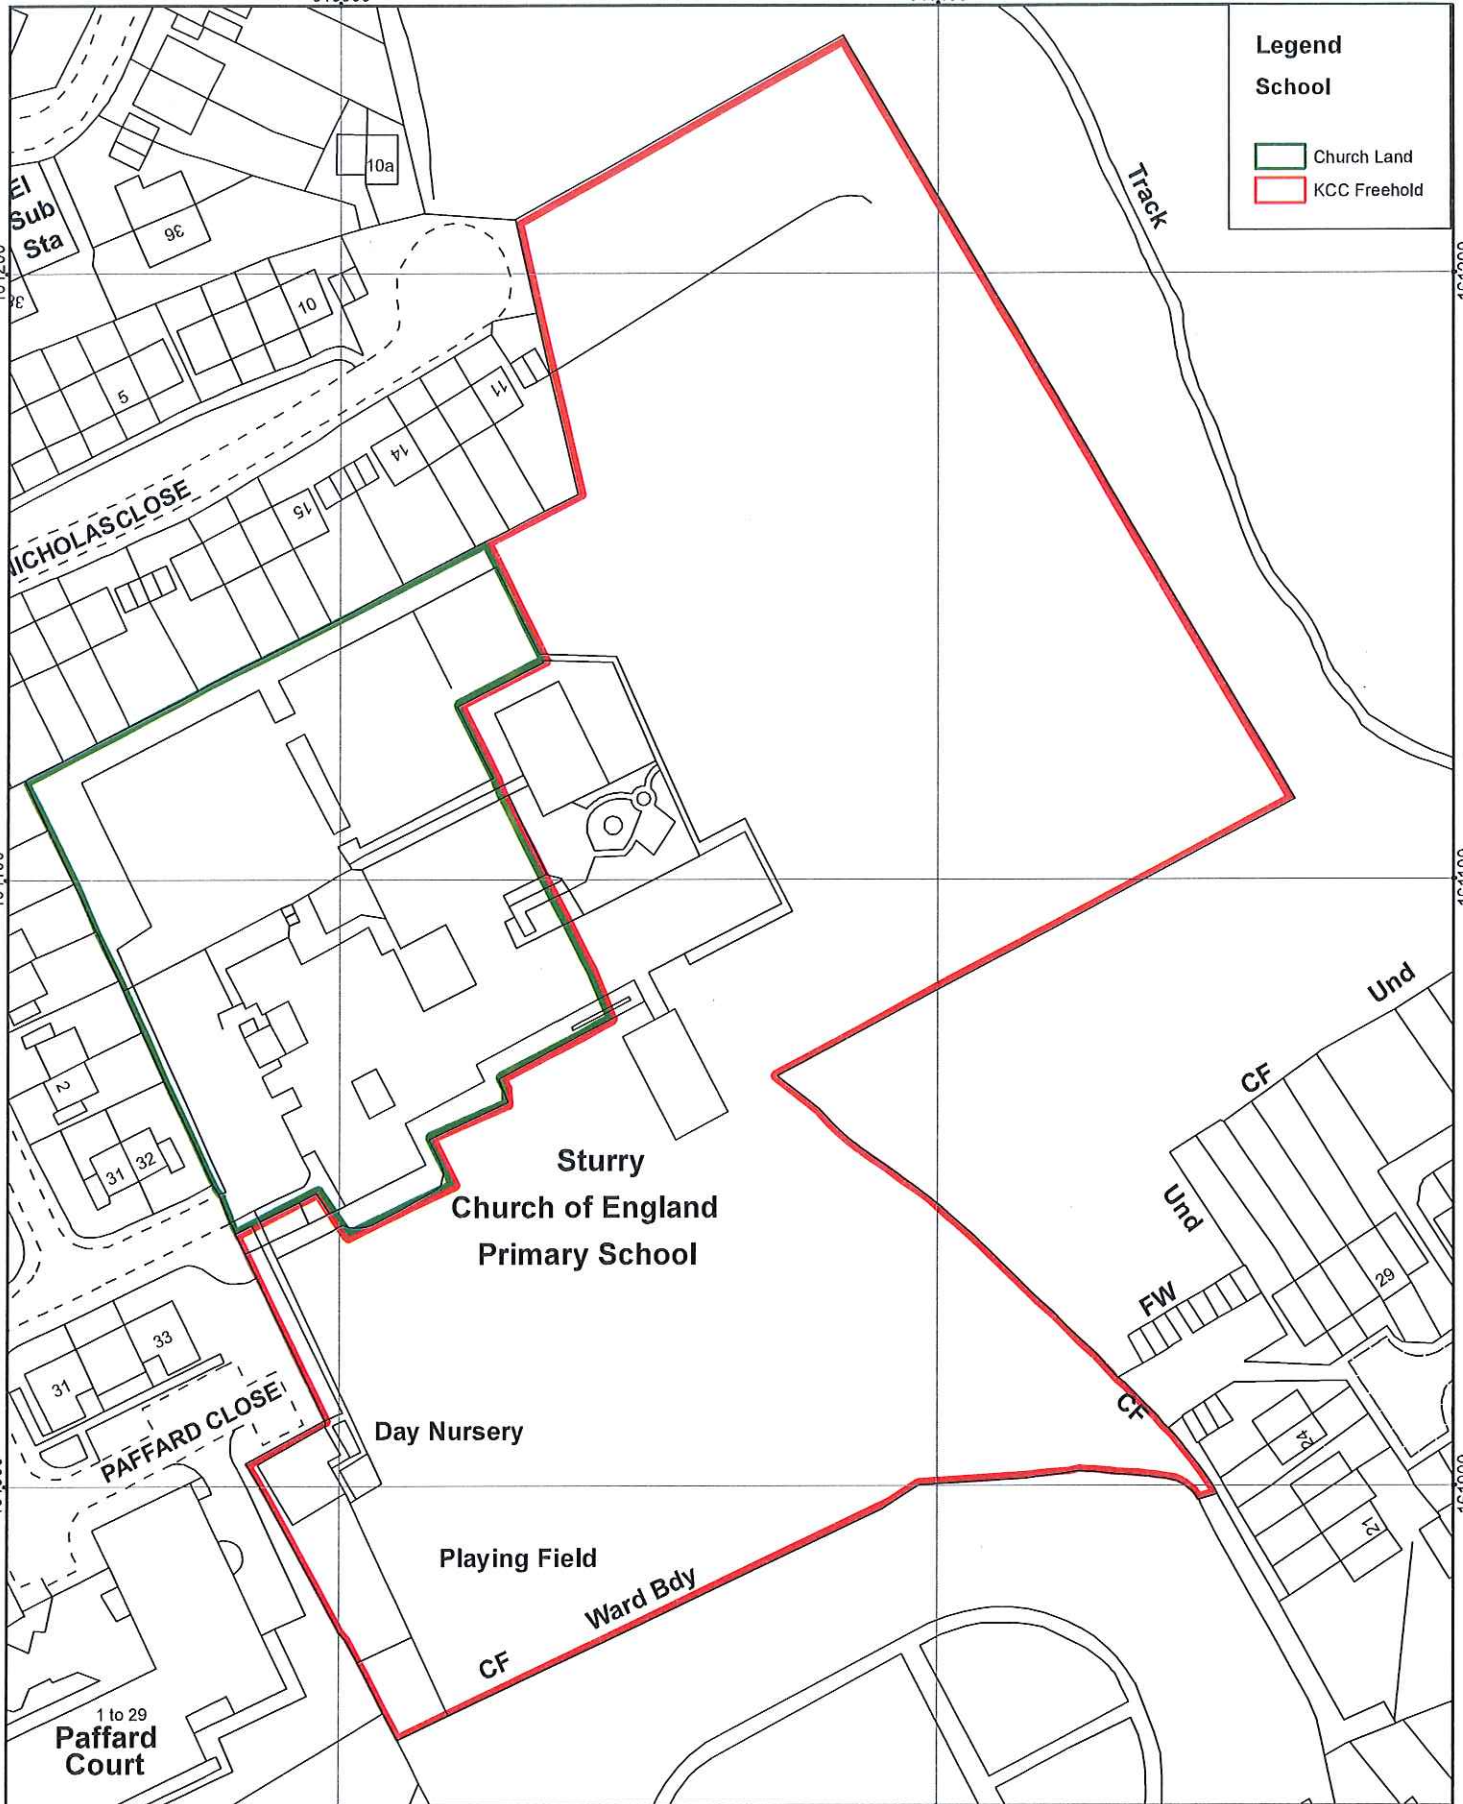 Legend
School
Church Land
KCC Freehold
Track
10a
El
Sub
Sta
36
10
5
11
14
15
NICHOLAS CLOSE
2
31
32
Sturry
Church of England
Primary School
Und
CF
Und
29
FW
33
31
PAFFARD CLOSE
Day Nursery
CF
24
21
Playing Field
Ward Bdy
CF
1 to 29
Paffard
Court